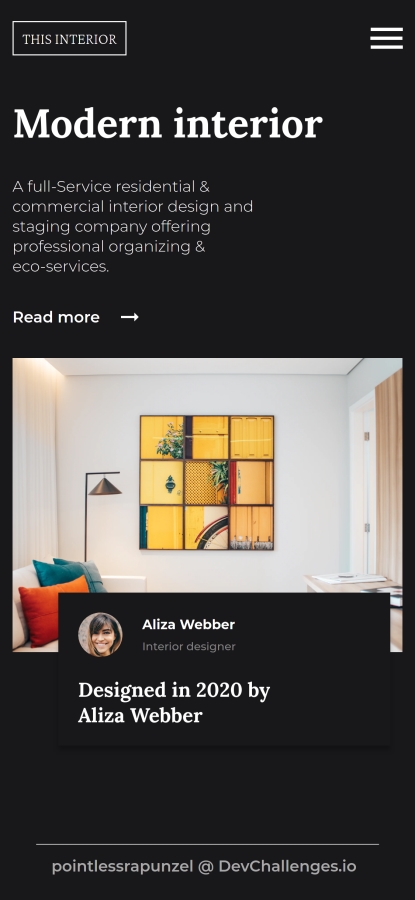 THIS INTERIOR
Modern interior
A full-Service residential &
commercial interior design and
staging company offering
professional organizing &
eco-services.
Read more
Aliza Webber
Interior designer
Designed in 2020 by
Aliza Webber
pointlessrapunzel @ DevChallenges.io